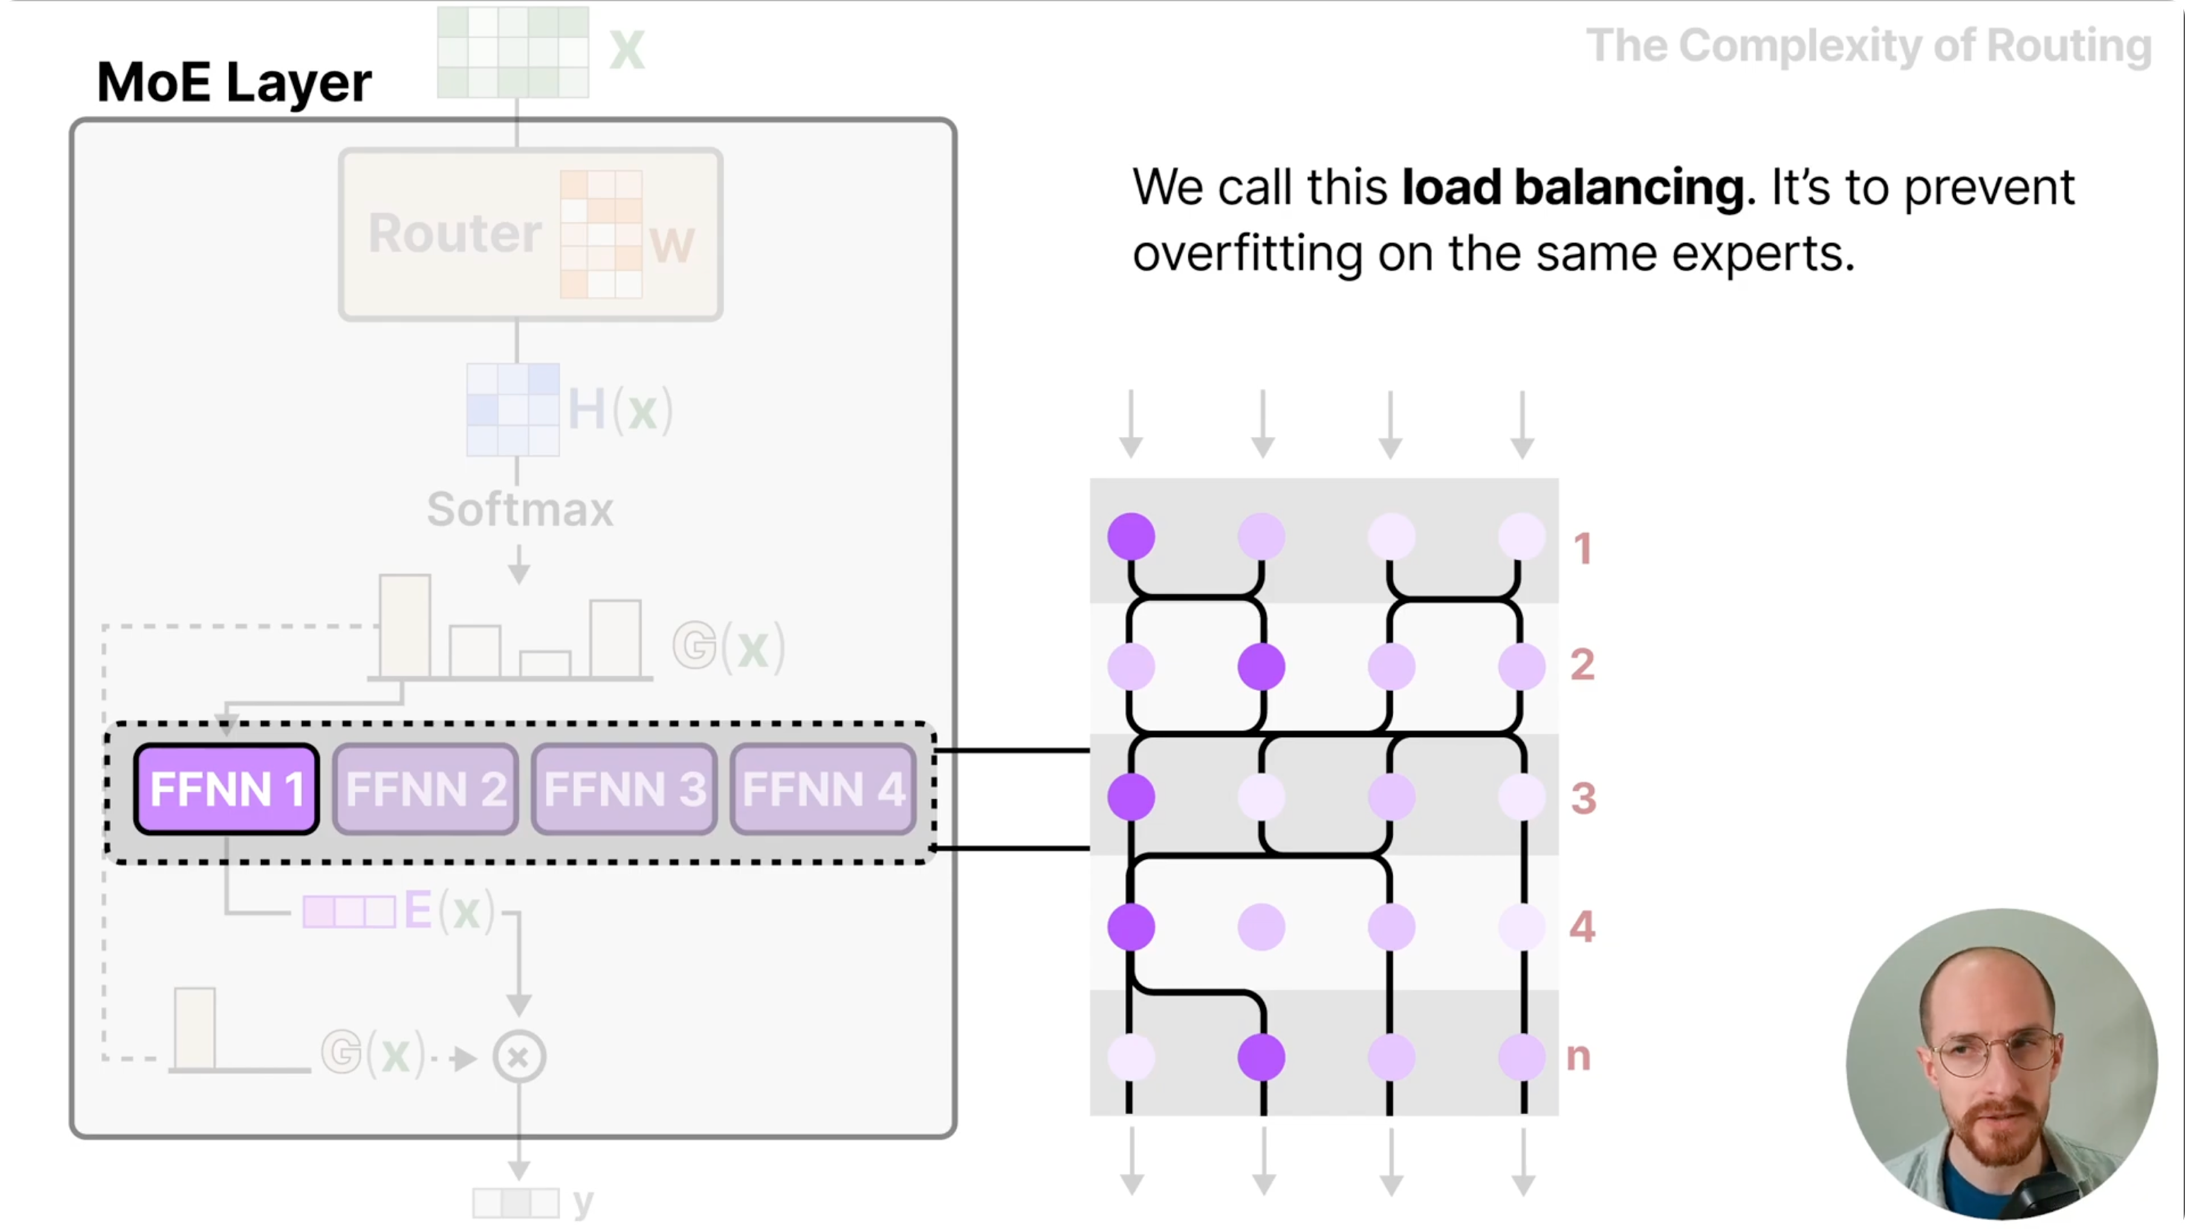 The Complexity of Routing
MoE Layer
X
Router
W
H(x)
Softmax
G(x)
FFNN 1
FFNN 2
FFNN 3
FFNN 4
E(x)
G(x)
y
We call this load balancing. It’s to prevent
overfitting on the same experts.
1
2
3
4
n